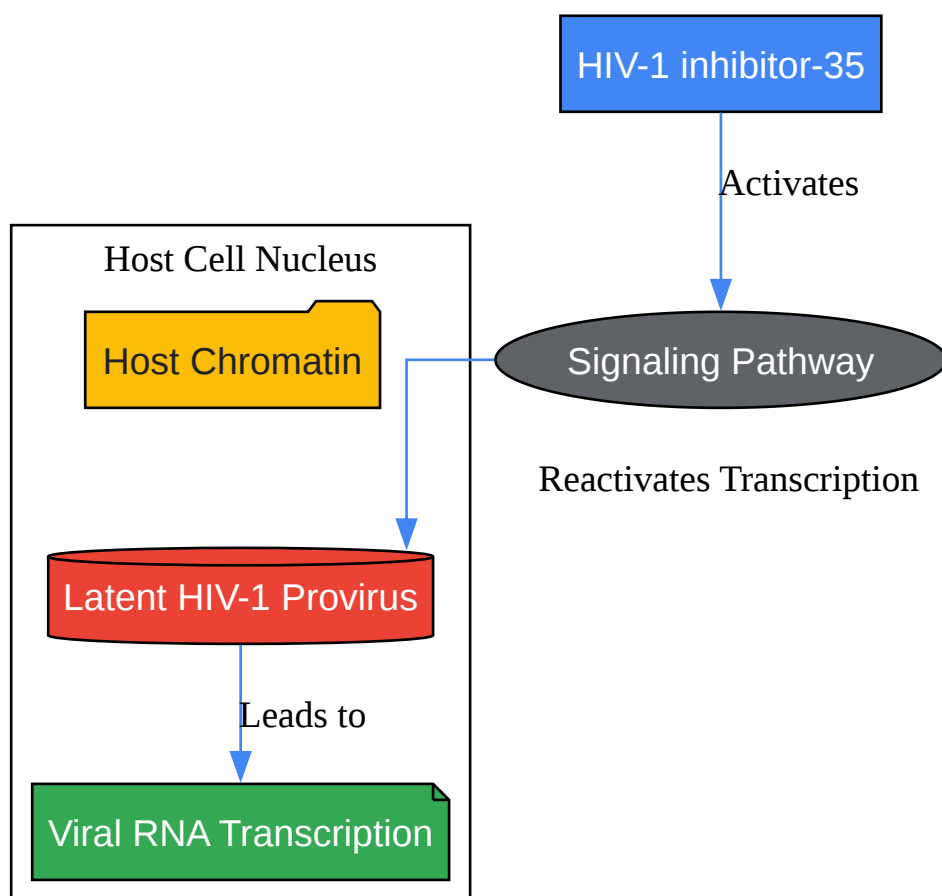 HIV-1 inhibitor-35
Activates
Host Cell Nucleus
Host Chromatin
Signaling Pathway
Reactivates Transcription
Latent HIV-1 Provirus
Leads to
Viral RNA Transcription